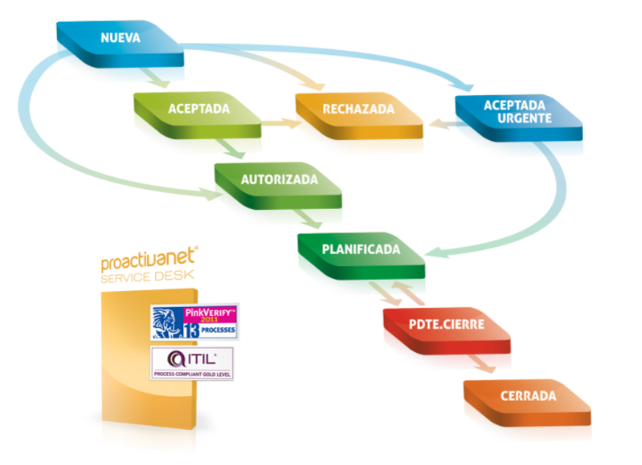 NUEVA
ACEPTADA
RECHAZADA
ACEPTADA
URGENTE
AUTORIZADA
PLANIFICADA
PDTE.CIERRE
CERRADA
proactivanet®
SERVICE DESK
PinkVERIFY™
2011
13 PROCESSES
ITIL®
PROCESS COMPLIANT GOLD LEVEL